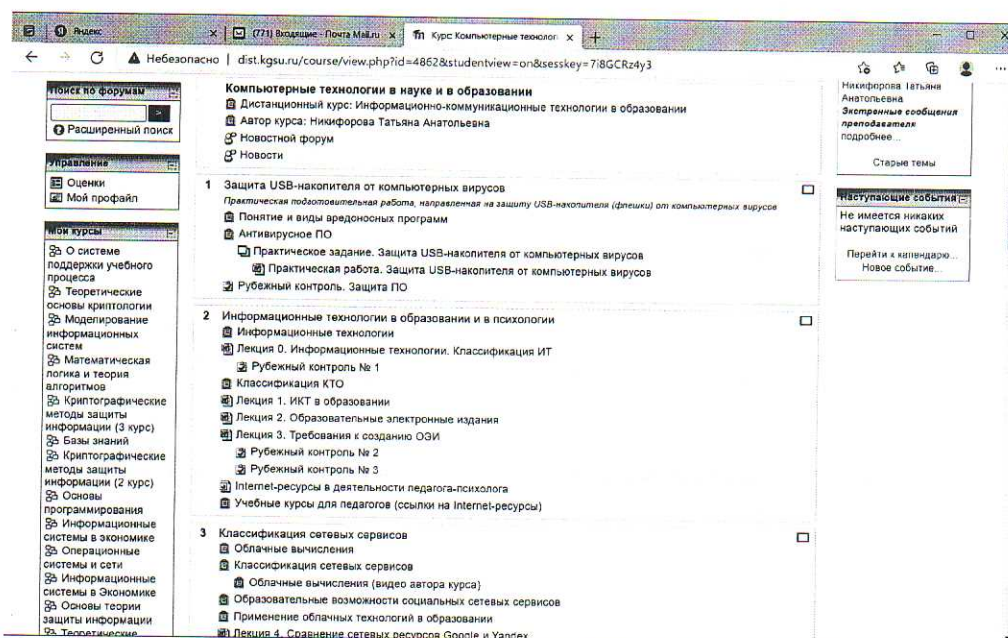 Яндекс
(771) Входящие - Почта Mail.ru
Курс: Компьютерные технолог
Небезопасно | dist.kgsu.ru/course/view.php?id=4862&studentview=on&sesskey=7i8GCRz4y3
Поиск по форумам
Расширенный поиск
Управление
Оценки
Мой профайл
Мои курсы
О системе
поддержки учебного
процесса
Теоретические
основы криптологии
Моделирование
информационных
систем
Математическая
логика и теория
алгоритмов
Криптографические
методы защиты
информации (3 курс)
Базы знаний
Криптографические
методы защиты
информации (2 курс)
Основы
программирования
Информационные
системы в экономике
Операционные
системы и сети
Информационные
системы в Экономике
Основы теории
защиты информации
Теоретические
Компьютерные технологии в науке и в образовании
Дистанционный курс: Информационно-коммуникационные технологии в образовании
Автор курса: Никифорова Татьяна Анатольевна
Новостной форум
Новости
1 Защита USB-накопителя от компьютерных вирусов
Практическая подготовительная работа, направленная на защиту USB-накопителя (флешки) от компьютерных вирусов
Понятие и виды вредоносных программ
Антивирусное ПО
Практическое задание. Защита USB-накопителя от компьютерных вирусов
Практическая работа. Защита USB-накопителя от компьютерных вирусов
Рубежный контроль. Защита ПО
2 Информационные технологии в образовании и в психологии
Информационные технологии
Лекция 0. Информационные технологии. Классификация ИТ
Рубежный контроль № 1
Классификация КТО
Лекция 1. ИКТ в образовании
Лекция 2. Образовательные электронные издания
Лекция 3. Требования к созданию ОЭИ
Рубежный контроль № 2
Рубежный контроль № 3
Internet-ресурсы в деятельности педагога-психолога
Учебные курсы для педагогов (ссылки на Internet-ресурсы)
3 Классификация сетевых сервисов
Облачные вычисления
Классификация сетевых сервисов
Облачные вычисления (видео автора курса)
Образовательные возможности социальных сетевых сервисов
Применение облачных технологий в образовании
Лекция 4. Сравнение сетевых ресурсов Google и Yandex
Никифорова Татьяна
Анатольевна
Экстренные сообщения
преподавателя
подробнее...
Старые темы
Наступающие события
Не имеется никаких
наступающих событий
Перейти к календарю...
Новое событие...